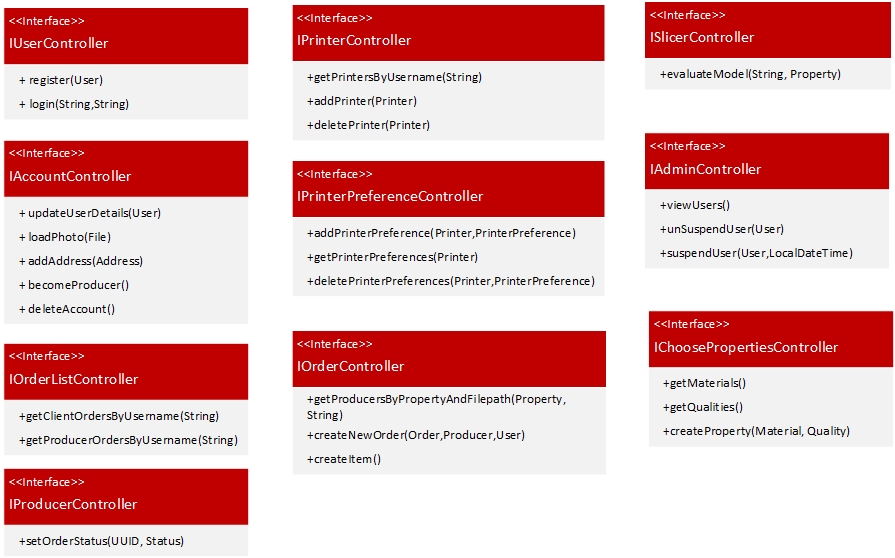 <<Interface>>
IUserController
+ register(User)
+ login(String,String)
<<Interface>>
IAccountController
+ updateUserDetails(User)
+ loadPhoto(File)
+ addAddress(Address)
+ becomeProducer()
+ deleteAccount()
<<Interface>>
IOrderListController
+getClientOrdersByUsername(String)
+getProducerOrdersByUsername(String)
<<Interface>>
IProducerController
+setOrderStatus(UUID, Status)
<<Interface>>
IPrinterController
+getPrintersByUsername(String)
+addPrinter(Printer)
+deletePrinter(Printer)
<<Interface>>
IPrinterPreferenceController
+addPrinterPreference(Printer,PrinterPreference)
+getPrinterPreferences(Printer)
+deletePrinterPreferences(Printer,PrinterPreference)
<<Interface>>
IOrderController
+getProducersByPropertyAndFilepath(Property,
String)
+createNewOrder(Order,Producer,User)
+createItem()
<<Interface>>
ISlicerController
+evaluateModel(String, Property)
<<Interface>>
IAdminController
+viewUsers()
+unSuspendUser(User)
+suspendUser(User,LocalDateTime)
<<Interface>>
IChoosePropertiesController
+getMaterials()
+getQualities()
+createProperty(Material, Quality)